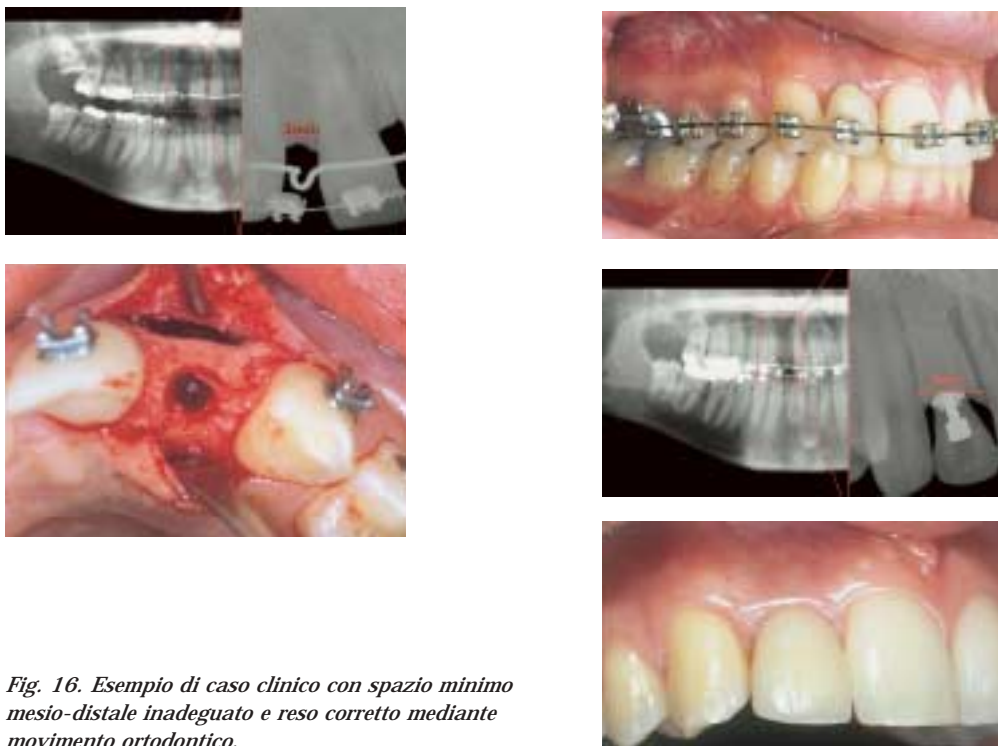 Fig. 16. Esempio di caso clinico con spazio minimo
mesio-distale inadeguato e reso corretto mediante
movimento ortodontico.